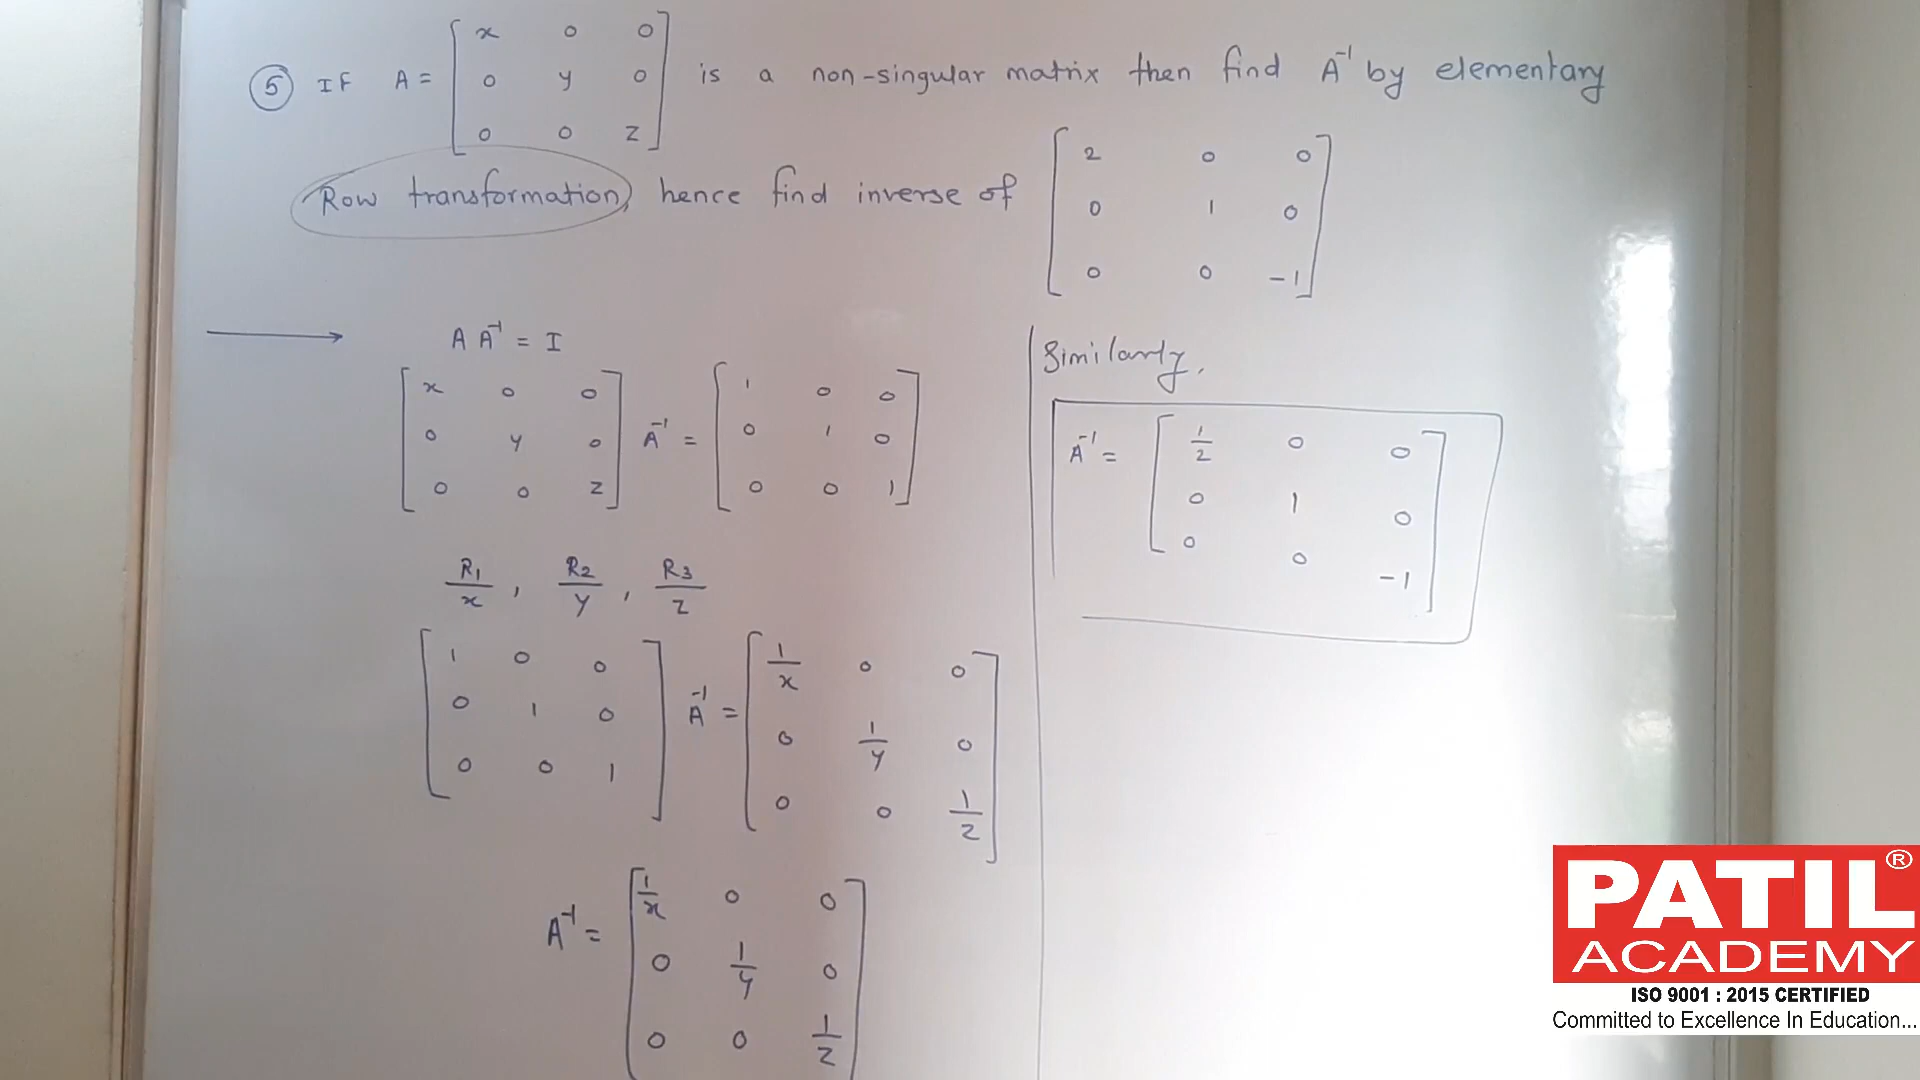 ⑤ IF A = [ x 0 0
0 y 0
0 0 z ] is a non-singular matrix then find A⁻¹ by elementary
Row transformation, hence find inverse of [ 2 0 0
0 1 0
0 0 -1 ]
⟶ A A⁻¹ = I
[ x 0 0
0 y 0
0 0 z ] A⁻¹ = [ 1 0 0
0 1 0
0 0 1 ]
R₁/x , R₂/y , R₃/z
[ 1 0 0
0 1 0
0 0 1 ] A⁻¹ = [ 1/x 0 0
0 1/y 0
0 0 1/z ]
A⁻¹ = [ 1/x 0 0
0 1/y 0
0 0 1/z
Similarly,
A⁻¹ = [ 1/2 0 0
0 1 0
0 0 -1 ]
PATIL®
ACADEMY
ISO 9001 : 2015 CERTIFIED
Committed to Excellence In Education...